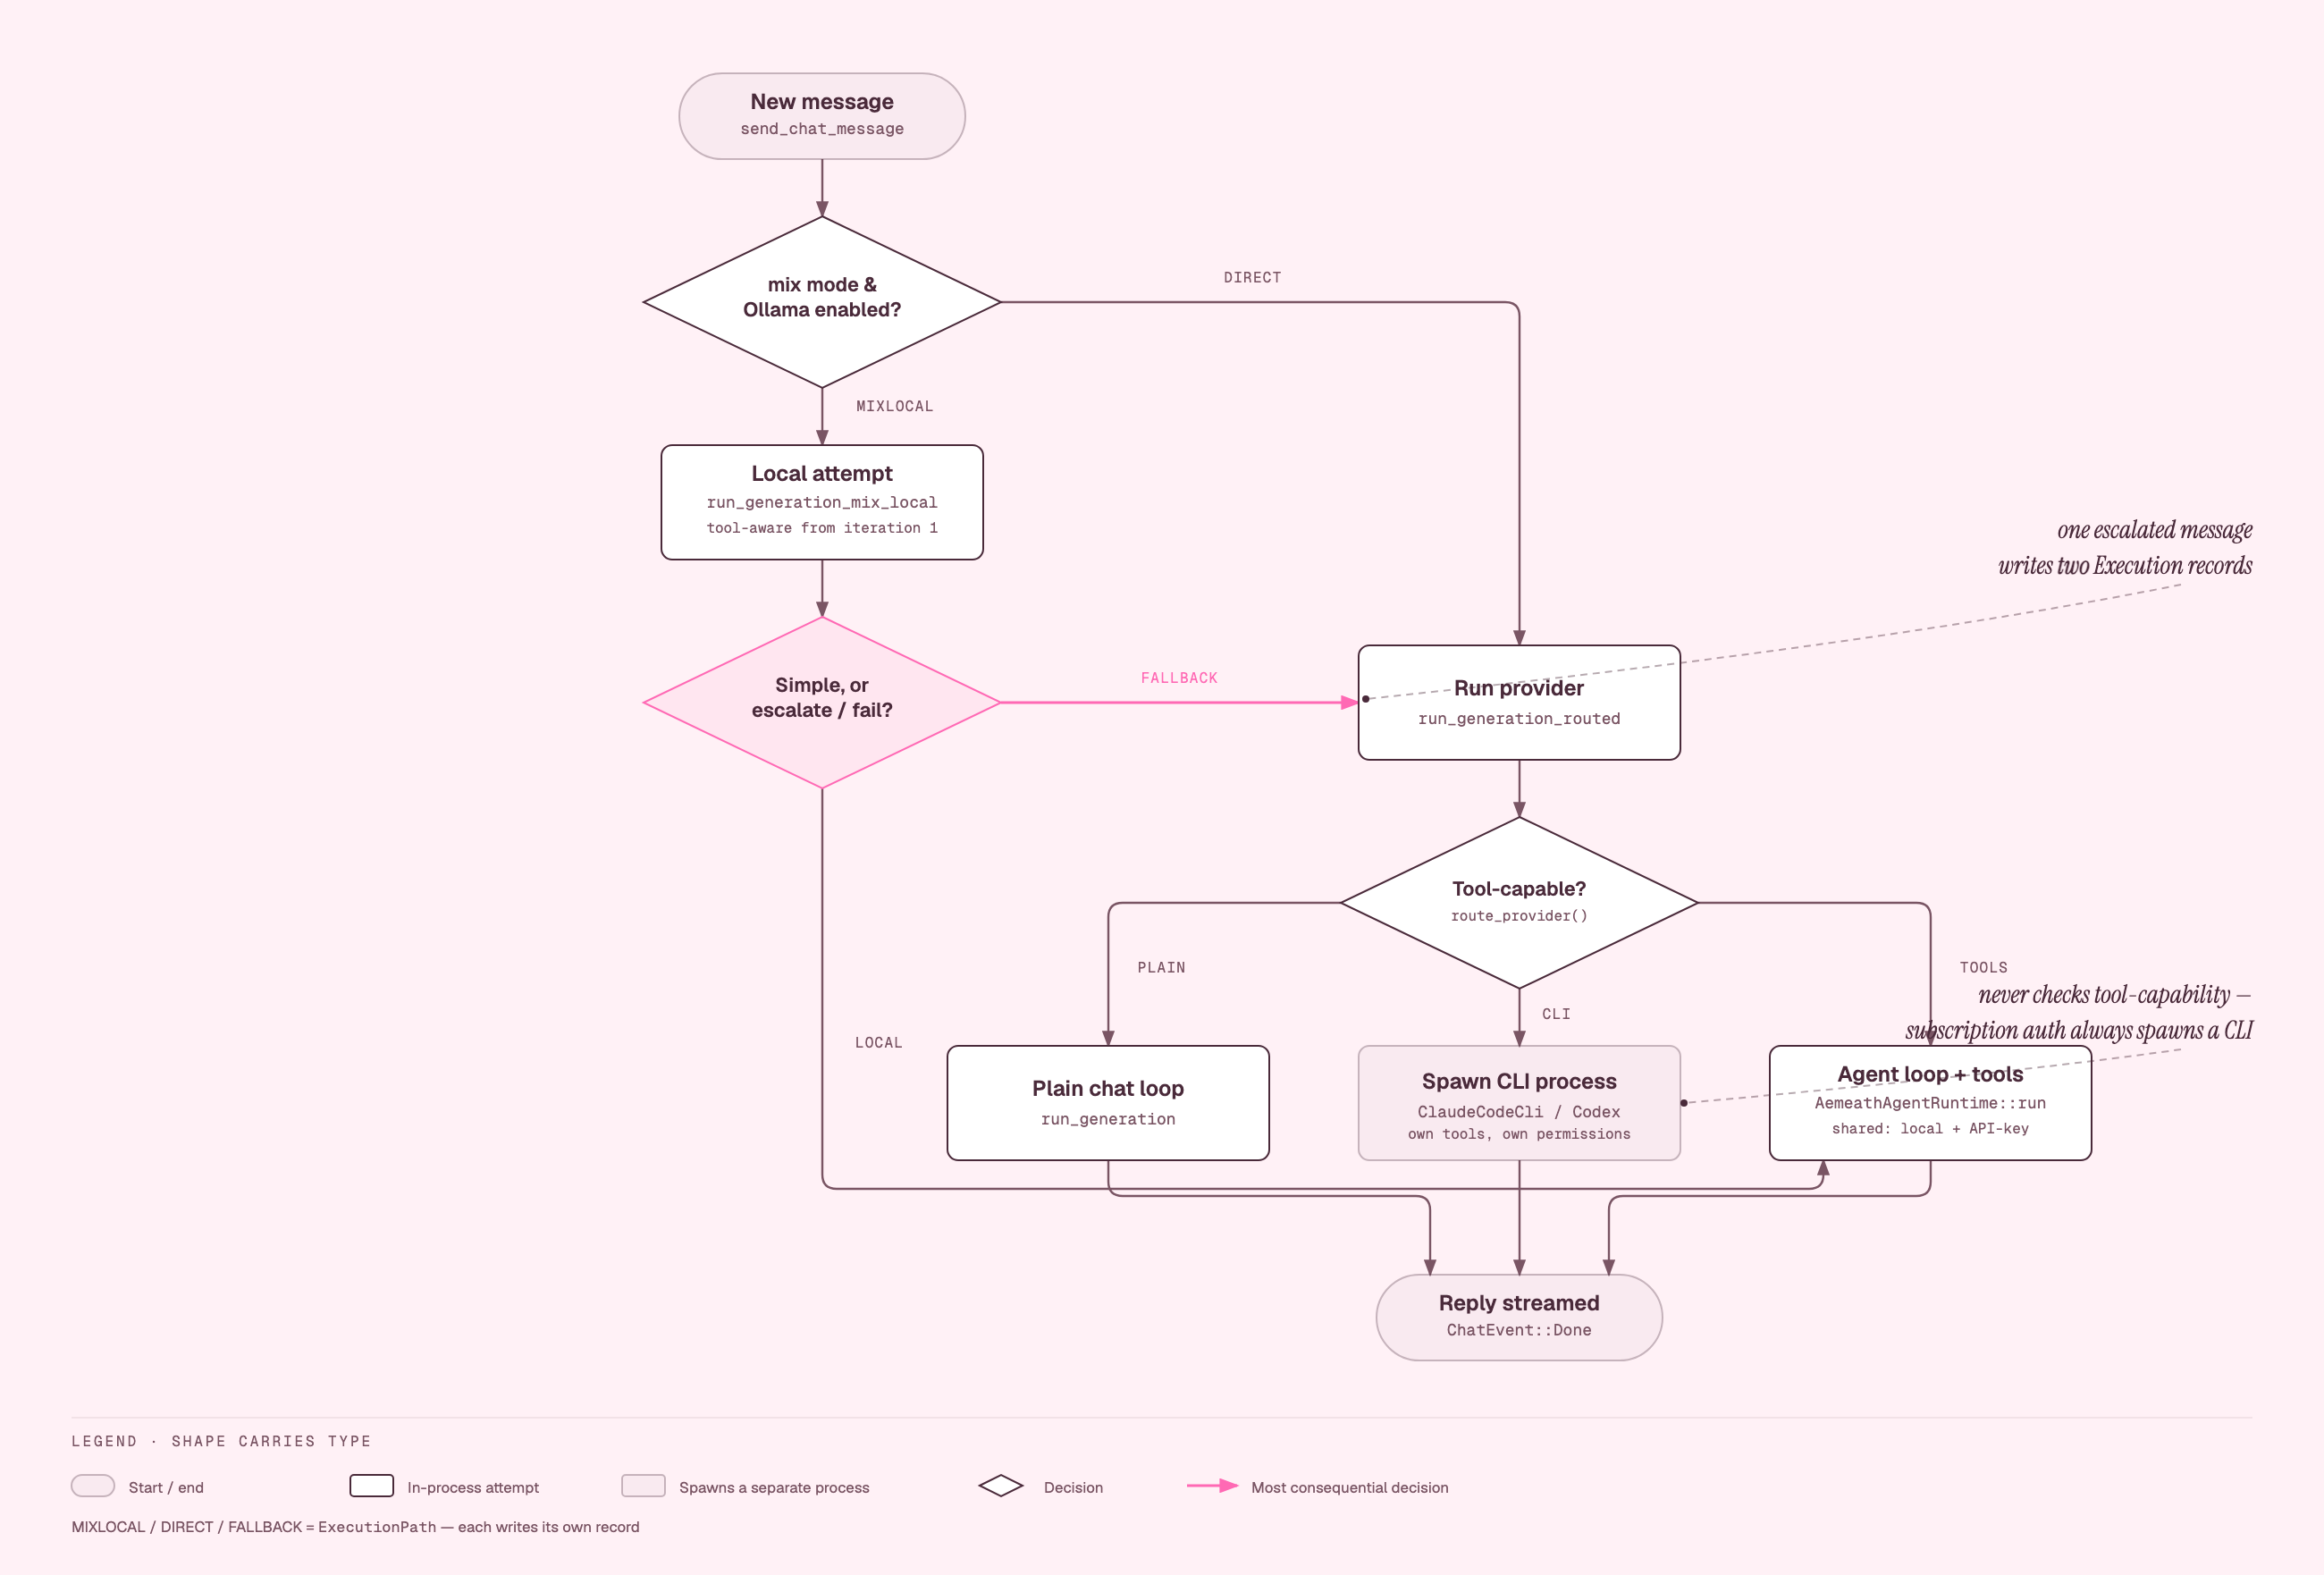 New message
send_chat_message
mix mode &
Ollama enabled?
DIRECT
MIXLOCAL
Local attempt
run_generation_mix_local
tool-aware from iteration 1
one escalated message
writes two Execution records
Simple, or
escalate / fail?
FALLBACK
Run provider
run_generation_routed
Tool-capable?
route_provider()
PLAIN
TOOLS
never checks tool-capability —
subscription auth always spawns a CLI
CLI
LOCAL
Plain chat loop
run_generation
Spawn CLI process
ClaudeCodeCli / Codex
own tools, own permissions
Agent loop + tools
AemeathAgentRuntime::run
shared: local + API-key
Reply streamed
ChatEvent::Done
LEGEND · SHAPE CARRIES TYPE
Start / end
In-process attempt
Spawns a separate process
Decision
Most consequential decision
MIXLOCAL / DIRECT / FALLBACK = ExecutionPath — each writes its own record